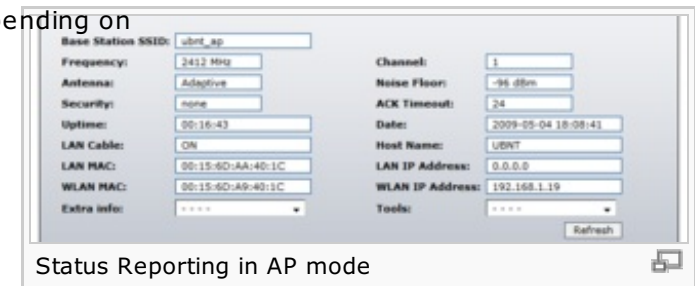 ending on
Base Station SSID: ubnt_ap
Frequency: 2412 MHz Channel: 1
Antenna: Adaptive Noise Floor: -96 dBm
Security: none ACK Timeout: 24
Uptime: 00:16:43 Date: 2009-05-04 18:08:41
LAN Cable: ON Host Name: UBNT
LAN MAC: 00:15:6D:AA:40:1C LAN IP Address: 0.0.0.0
WLAN MAC: 00:15:6D:A9:40:1C WLAN IP Address: 192.168.1.19
Extra info: - - - - Tools: - - - -
Refresh
Status Reporting in AP mode